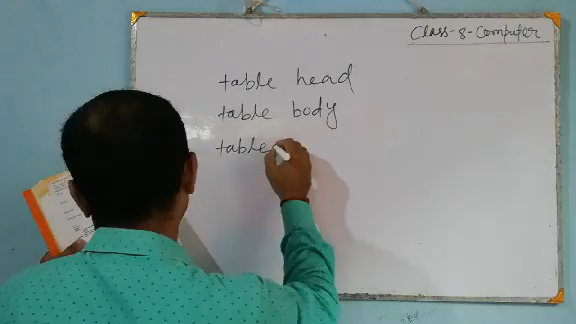 Class-8-Computer
table head
table body
table